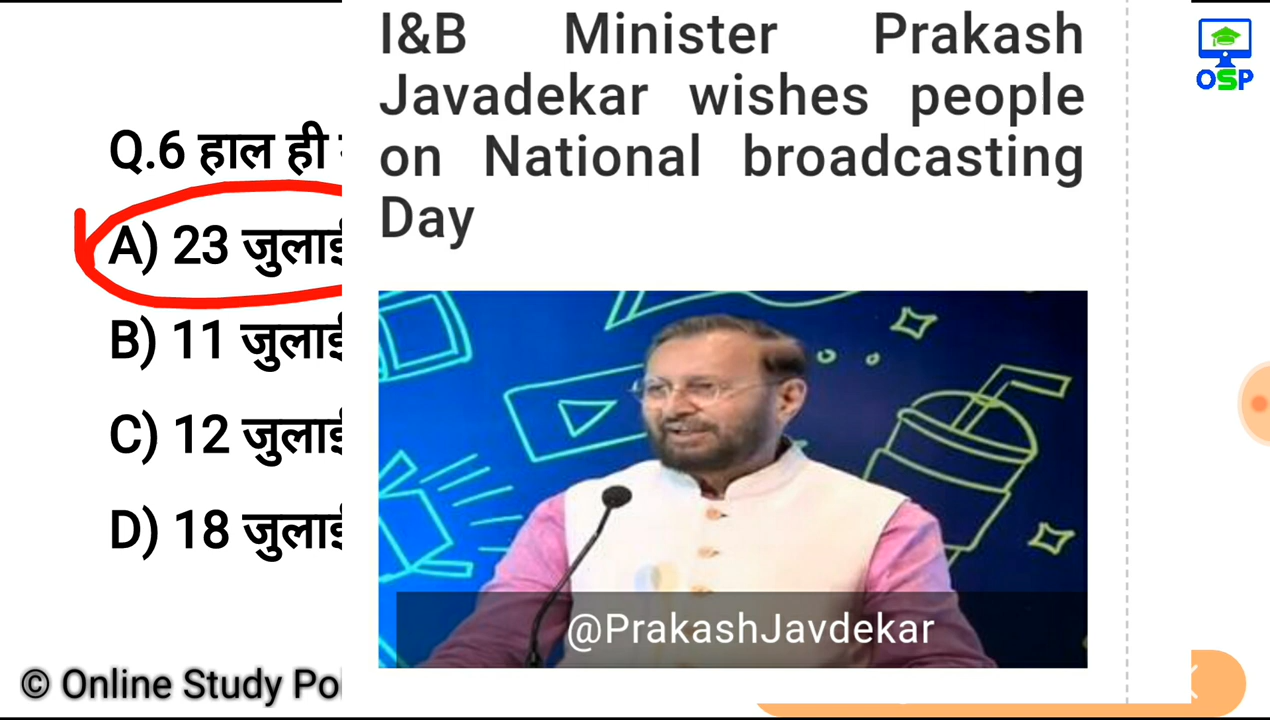 I&B Minister Prakash
Javadekar wishes people
on National broadcasting
Day
OSP
Q.6 हाल ही
A) 23 जुलाई
B) 11 जुलाई
C) 12 जुलाई
D) 18 जुलाई
@PrakashJavdekar
© Online Study Po